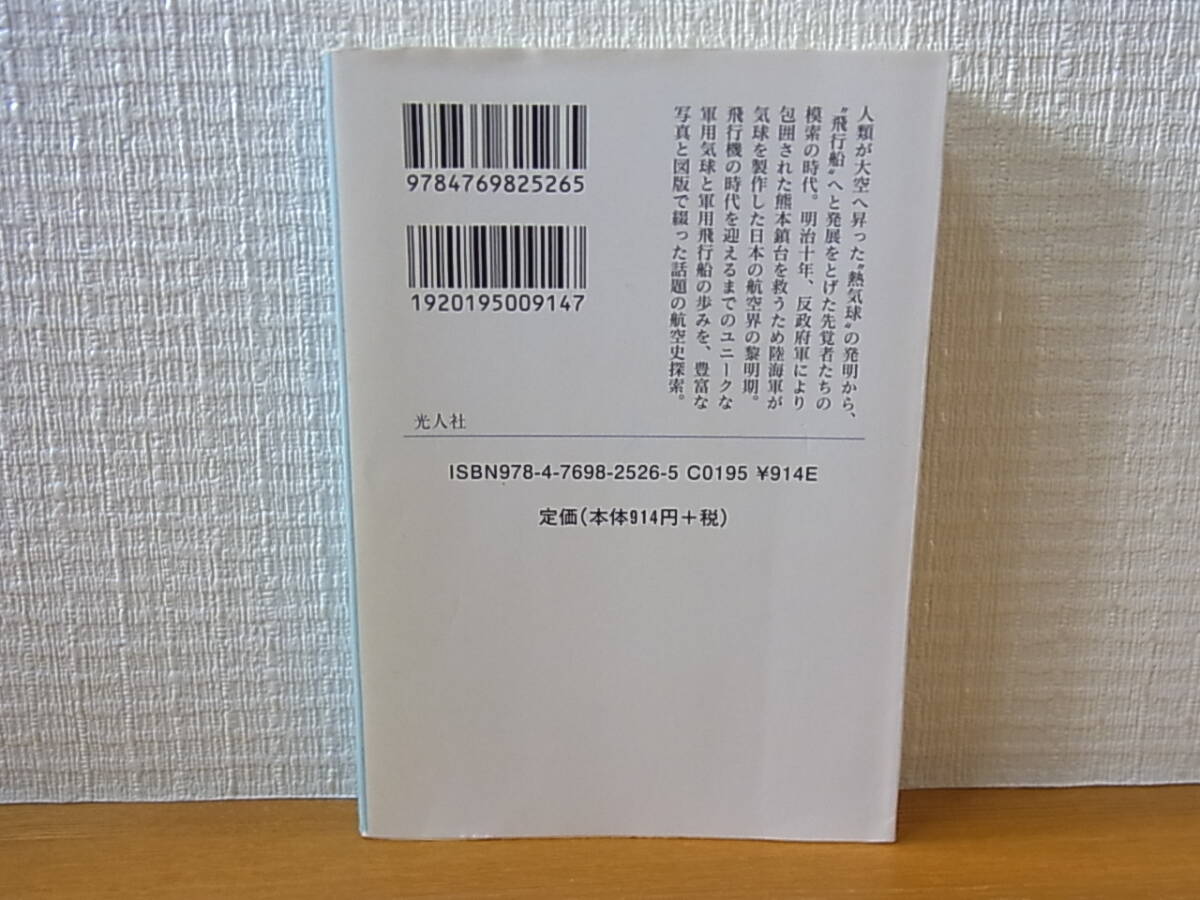 9784769825265
1920195009147
人類が大空へ昇った〝熱気球〟の発明から、
〝飛行船〟へと発展をとげた先覚者たちの
模索の時代。明治十年、反政府軍により
包囲された熊本鎮台を救うため陸海軍が
気球を製作した日本の航空界の黎明期。
飛行機の時代を迎えるまでのユニークな
軍用気球と軍用飛行船の歩みを、豊富な
写真と図版で綴った話題の航空史探索。
光人社
ISBN978-4-7698-2526-5 C0195 ¥914E
定価(本体914円+税)